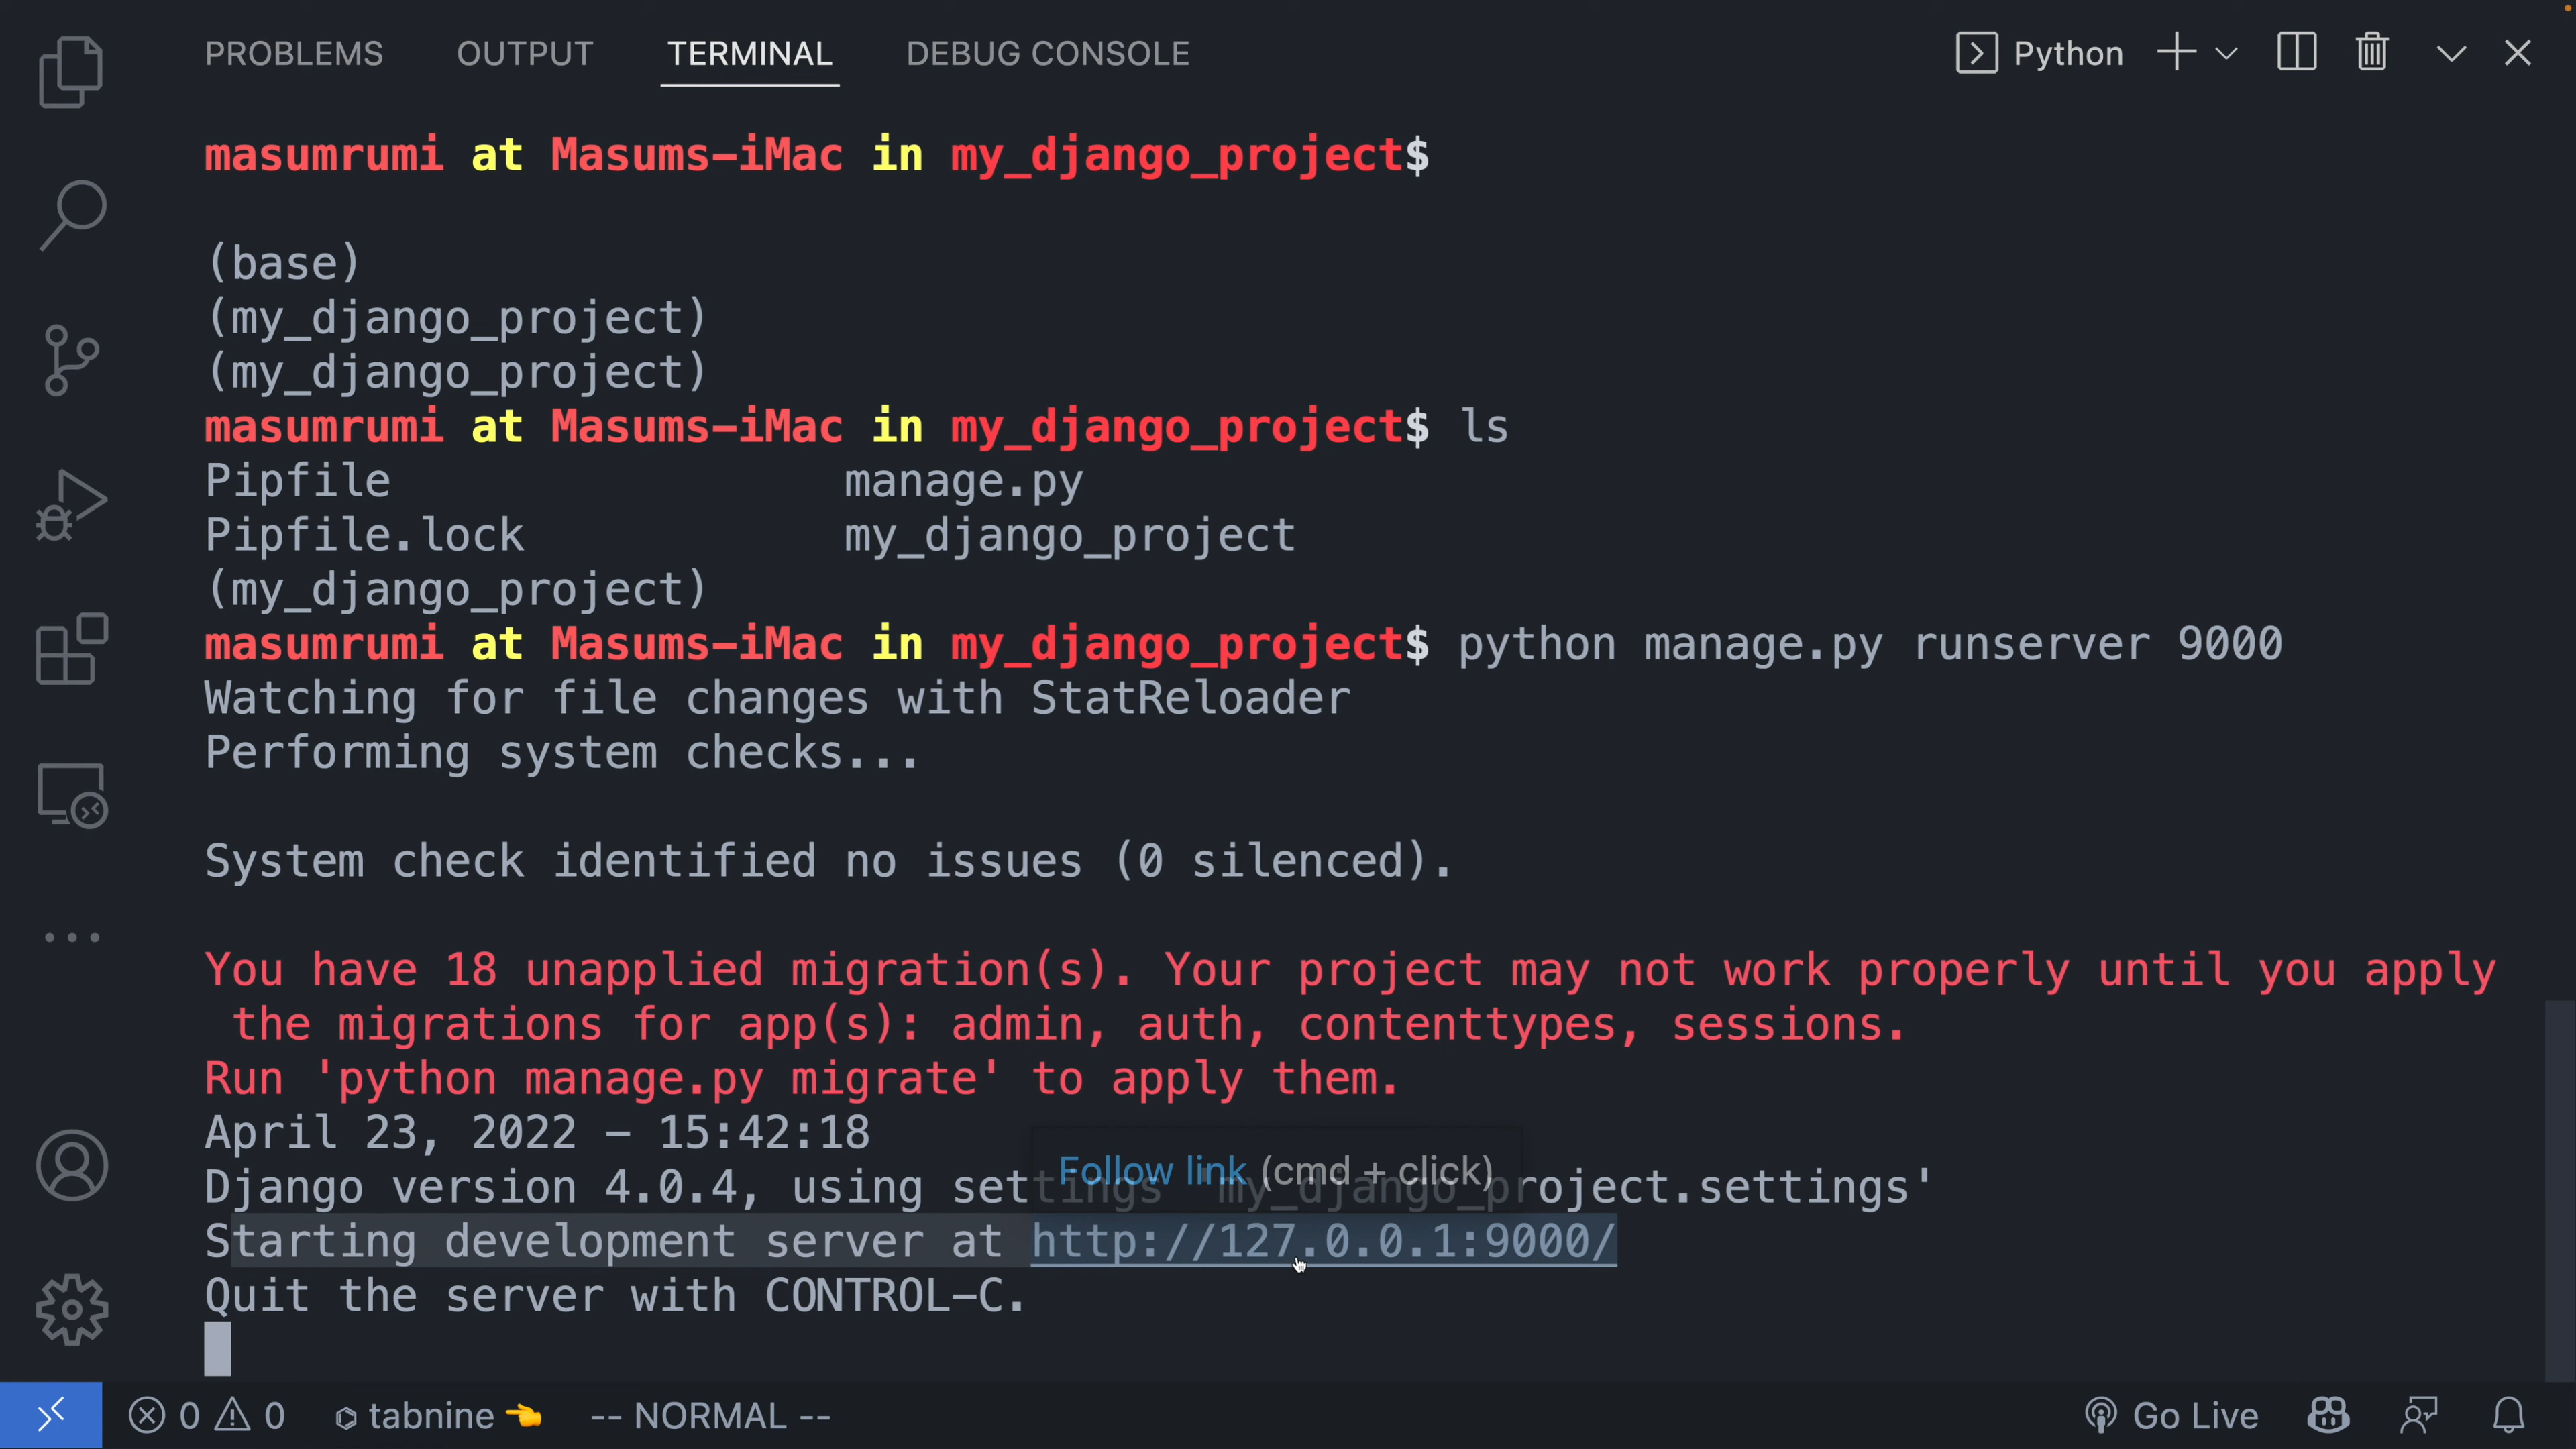 PROBLEMS OUTPUT TERMINAL DEBUG CONSOLE Python
masumrumi at Masums-iMac in my_django_project$
(base)
(my_django_project)
(my_django_project)
masumrumi at Masums-iMac in my_django_project$ ls
Pipfile manage.py
Pipfile.lock my_django_project
(my_django_project)
masumrumi at Masums-iMac in my_django_project$ python manage.py runserver 9000
Watching for file changes with StatReloader
Performing system checks...
System check identified no issues (0 silenced).
You have 18 unapplied migration(s). Your project may not work properly until you apply
the migrations for app(s): admin, auth, contenttypes, sessions.
Run 'python manage.py migrate' to apply them.
April 23, 2022 - 15:42:18
Follow link (cmd + click)
Django version 4.0.4, using settings 'my_django_project.settings'
Starting development server at http://127.0.0.1:9000/
Quit the server with CONTROL-C.
0 0 tabnine -- NORMAL -- Go Live